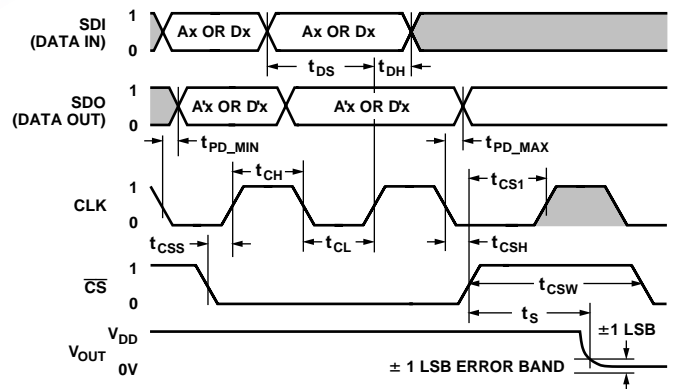 SDI
(DATA IN)
1
0
Ax OR Dx
Ax OR Dx
tDS
tDH
SDO
(DATA OUT)
1
0
A'x OR D'x
A'x OR D'x
tPD_MIN
tPD_MAX
tCH
tCS1
CLK
1
0
tCSS
tCL
tCSH
CS
1
0
tCSW
tS
VOUT
VDD
0V
±1 LSB
± 1 LSB ERROR BAND